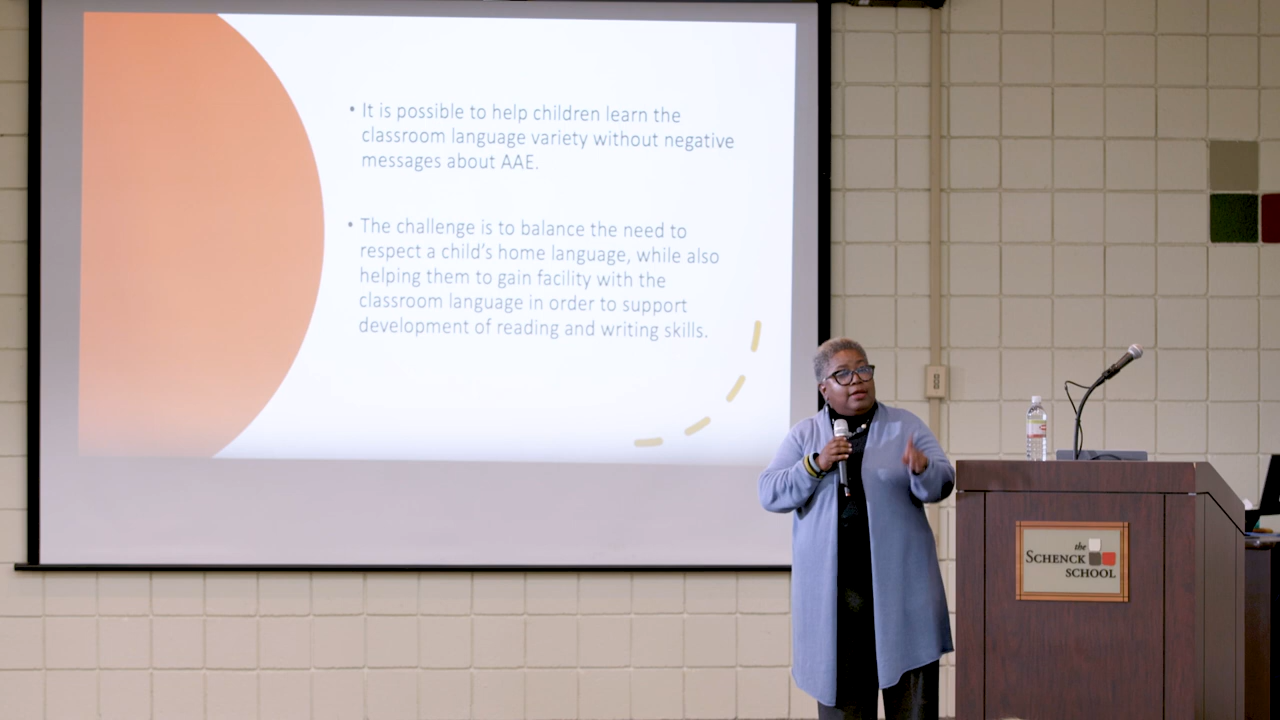 • It is possible to help children learn the
classroom language variety without negative
messages about AAE.
• The challenge is to balance the need to
respect a child's home language, while also
helping them to gain facility with the
classroom language in order to support
development of reading and writing skills.
the
SCHENCK
SCHOOL